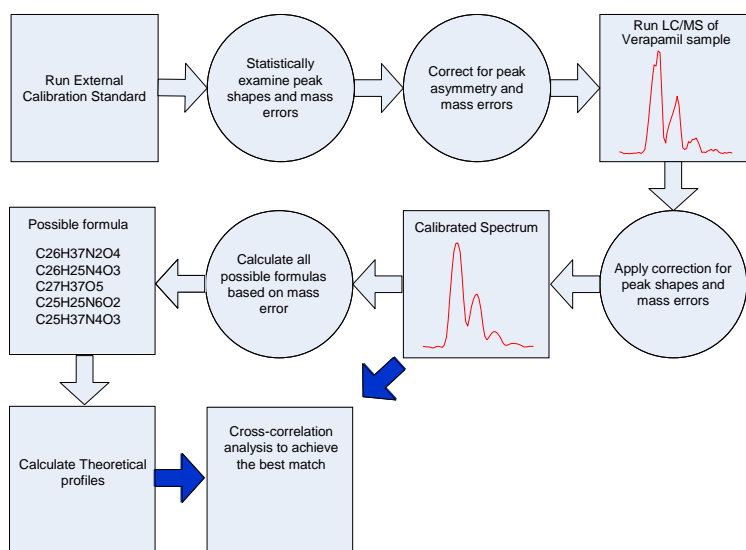 Run External
Calibration Standard
Statistically
examine peak
shapes and mass
errors
Correct for peak
asymmetry and
mass errors
Run LC/MS of
Verapamil sample
Possible formula
C26H37N2O4
C26H25N4O3
C27H37O5
C25H25N6O2
C25H37N4O3
Calculate all
possible formulas
based on mass
error
Calibrated Spectrum
Apply correction for
peak shapes and
mass errors
Calculate Theoretical
profiles
Cross-correlation
analysis to achieve
the best match